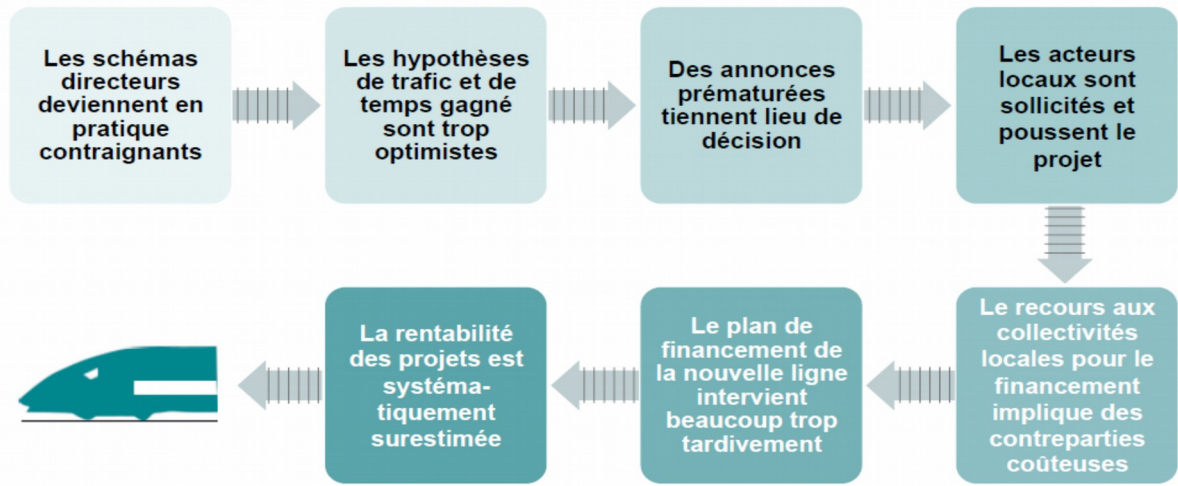 Les schémas
directeurs
deviennent en
pratique
contraignants
Les hypothèses
de trafic et de
temps gagné
sont trop
optimistes
Des annonces
prématurées
tiennent lieu de
décision
Les acteurs
locaux sont
sollicités et
poussent le
projet
Le recours aux
collectivités
locales pour le
financement
implique des
contreparties
coûteuses
Le plan de
financement de
la nouvelle ligne
intervient
beaucoup trop
tardivement
La rentabilité
des projets est
systéma-
tiquement
surestimée